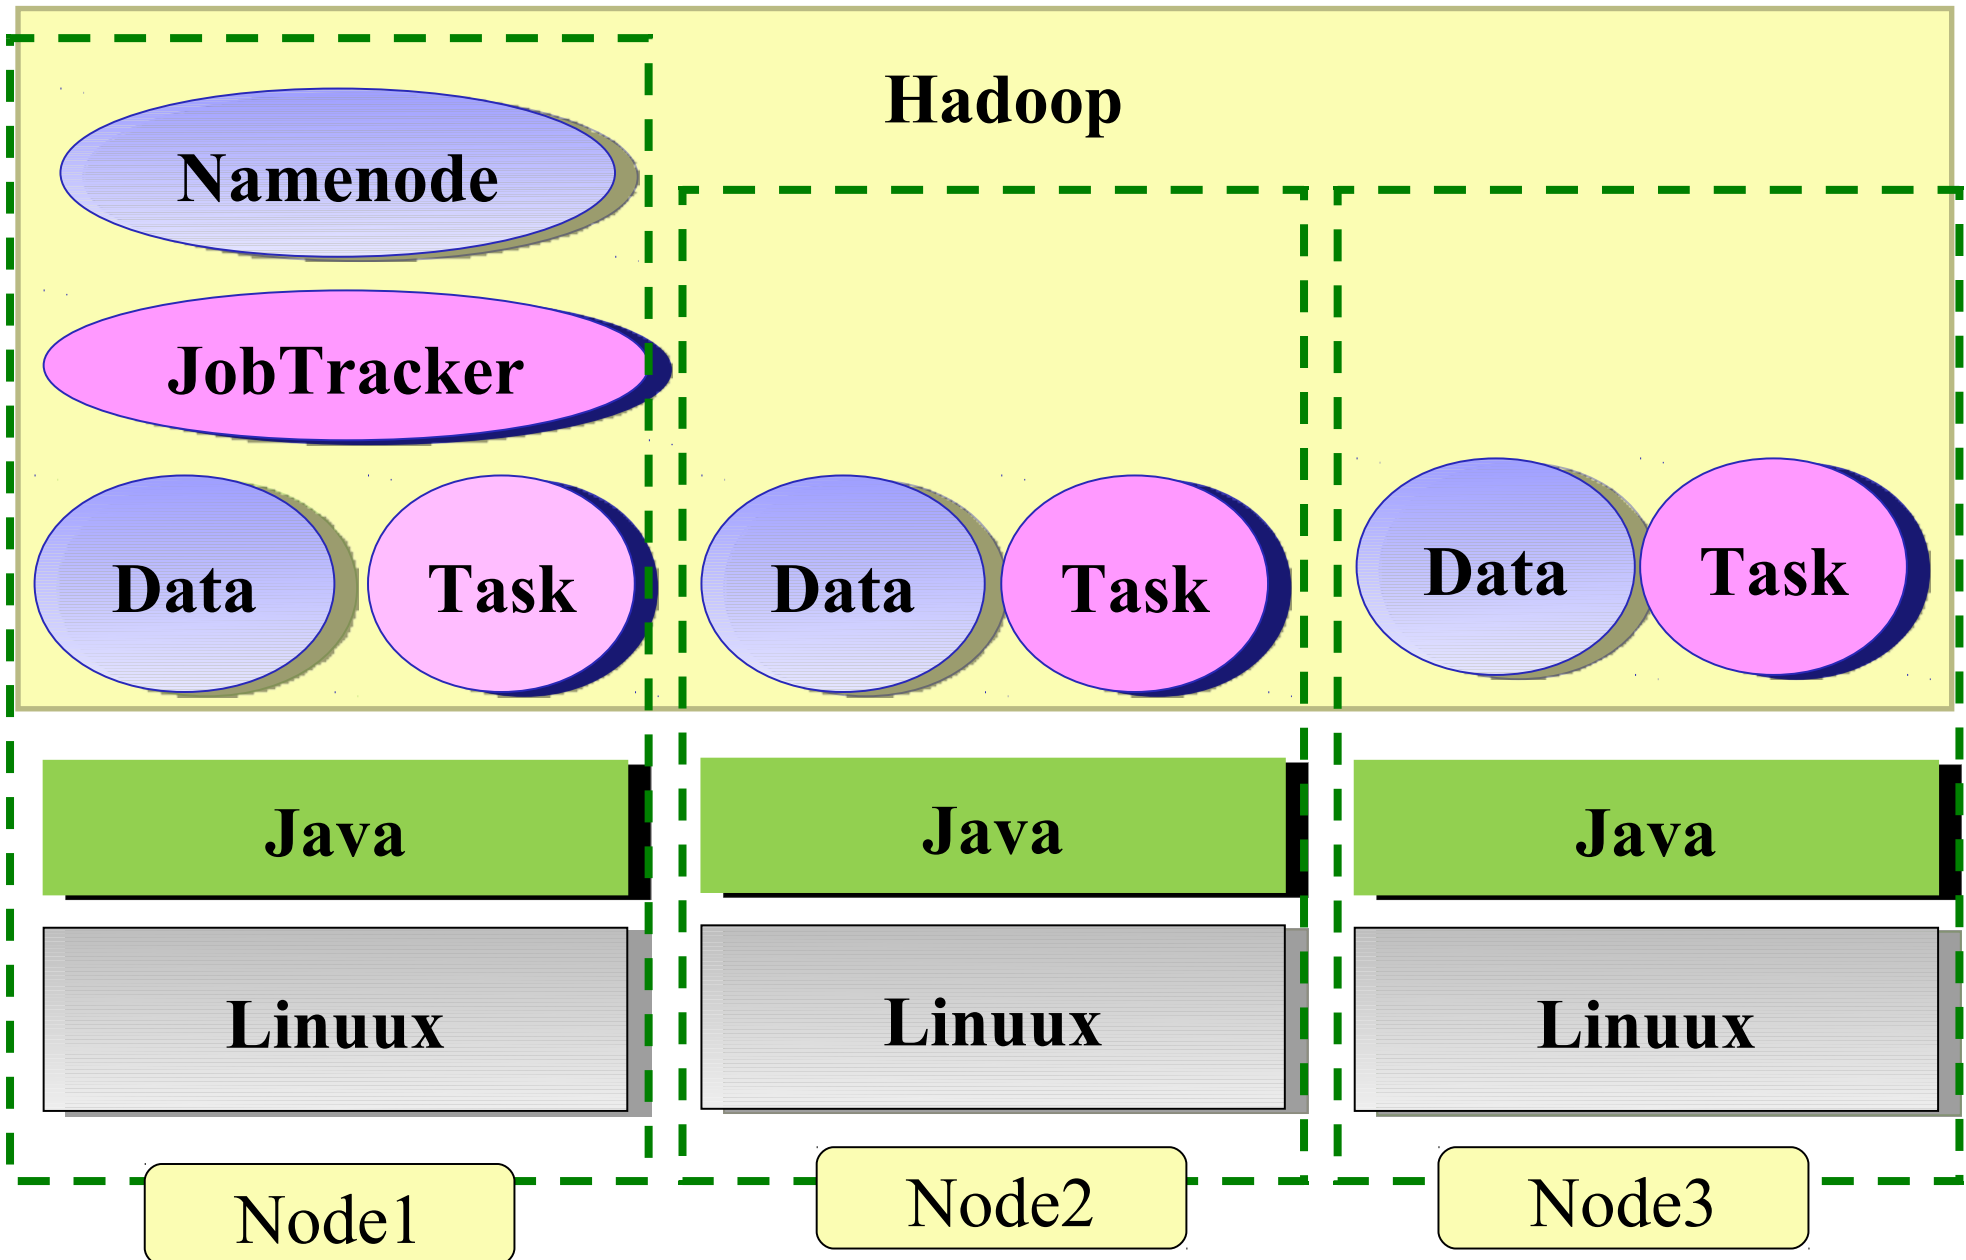 Hadoop
Namenode
JobTracker
Data
Task
Data
Task
Data
Task
Java
Java
Java
Linuux
Linuux
Linuux
Node1
Node2
Node3